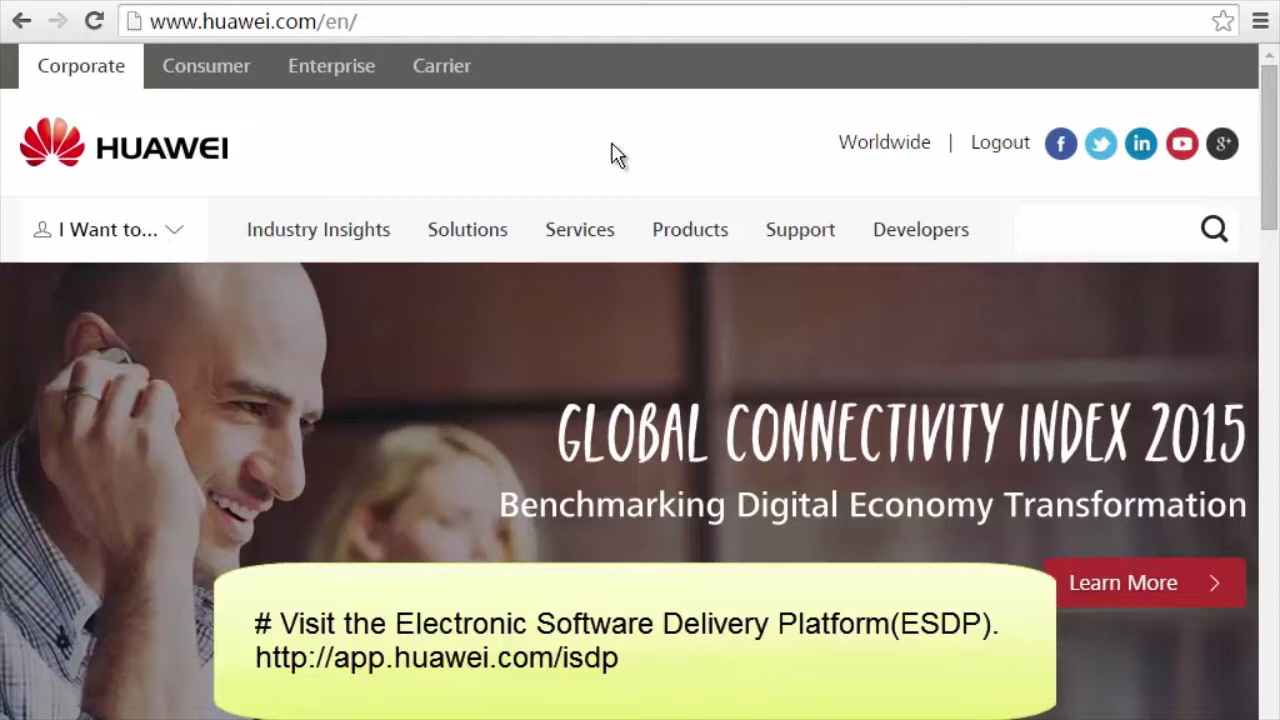 www.huawei.com/en/
Corporate Consumer Enterprise Carrier
HUAWEI
Worldwide | Logout f in 8+
I Want to... Industry Insights Solutions Services Products Support Developers
GLOBAL CONNECTIVITY INDEX 2015
Benchmarking Digital Economy Transformation
Learn More
# Visit the Electronic Software Delivery Platform(ESDP).
http://app.huawei.com/isdp